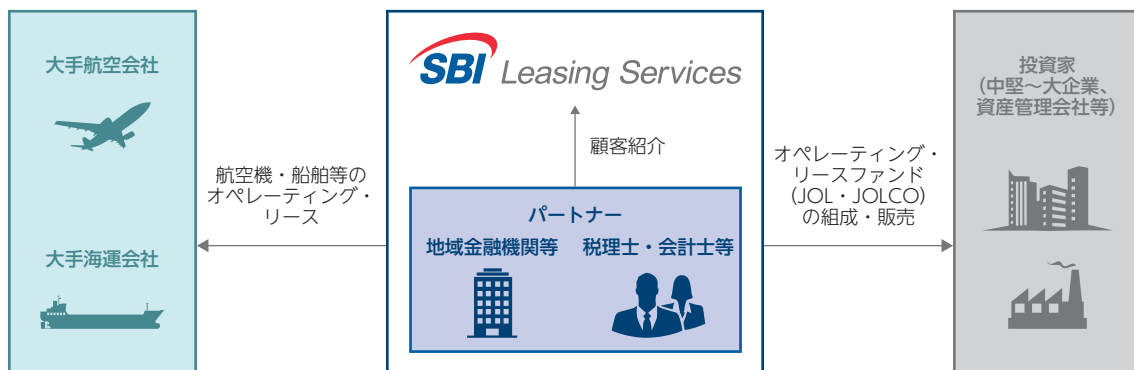 大手航空会社
大手海運会社
航空機・船舶等の
オペレーティング・
リース
SBI Leasing Services
顧客紹介
パートナー
地域金融機関等
税理士・会計士等
オペレーティング・
リースファンド
(JOL・JOLCO)
の組成・販売
投資家
(中堅～大企業、
資産管理会社等)